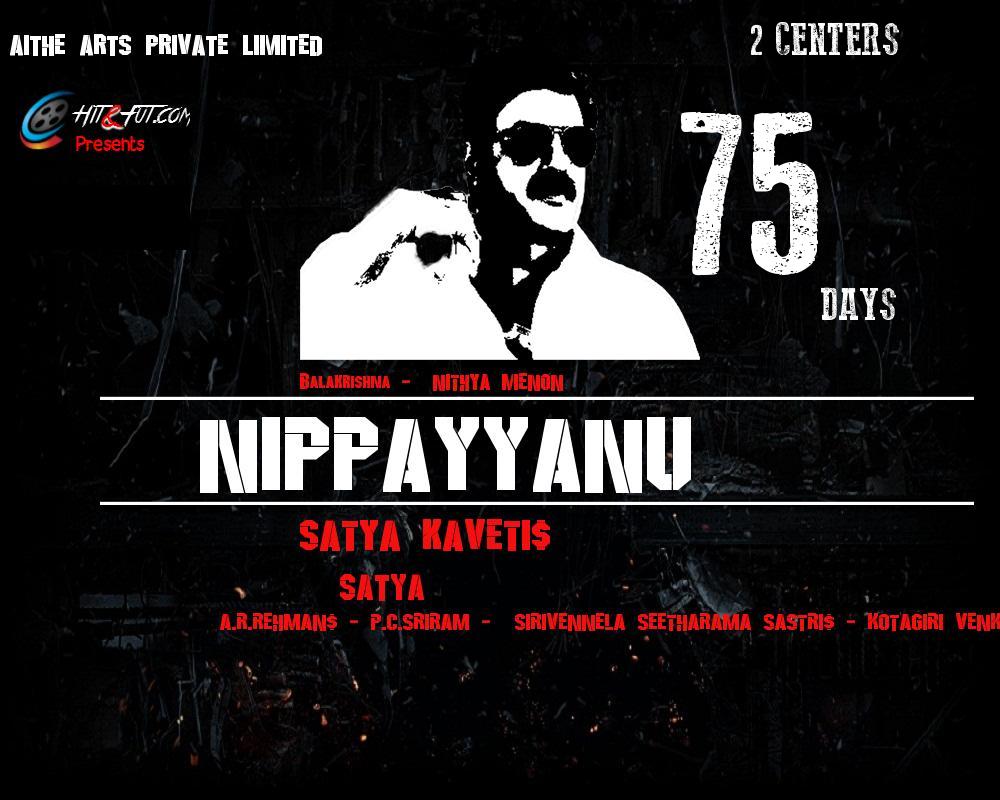 AITHE ARTS PRIVATE LIIMITED
2 CENTERS
HIT&FUT.COM
Presents
75
DAYS
BALAKRISHNA - NITHYA MENON
NIPPAYYANU
SATYA KAVETI$
SATYA
A.R.REHMAN$ - P.C.SRIRAM - SIRIVENNELA SEETHARAMA SASTRI$ - KOTAGIRI VENK